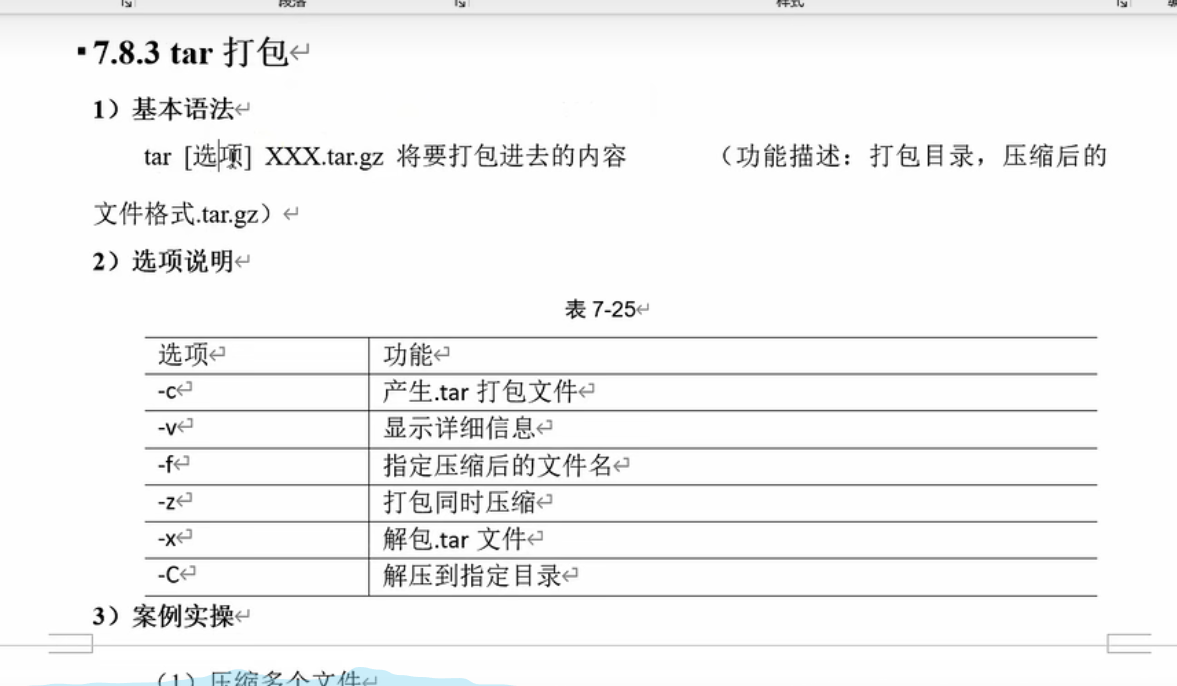 段落
样式
7.8.3 tar 打包
1）基本语法
tar [选项] XXX.tar.gz 将要打包进去的内容 （功能描述：打包目录，压缩后的
文件格式.tar.gz）
2）选项说明
表 7-25
选项 功能
-c 产生.tar 打包文件
-v 显示详细信息
-f 指定压缩后的文件名
-z 打包同时压缩
-x 解包.tar 文件
-C 解压到指定目录
3）案例实操
（1）压缩多个文件